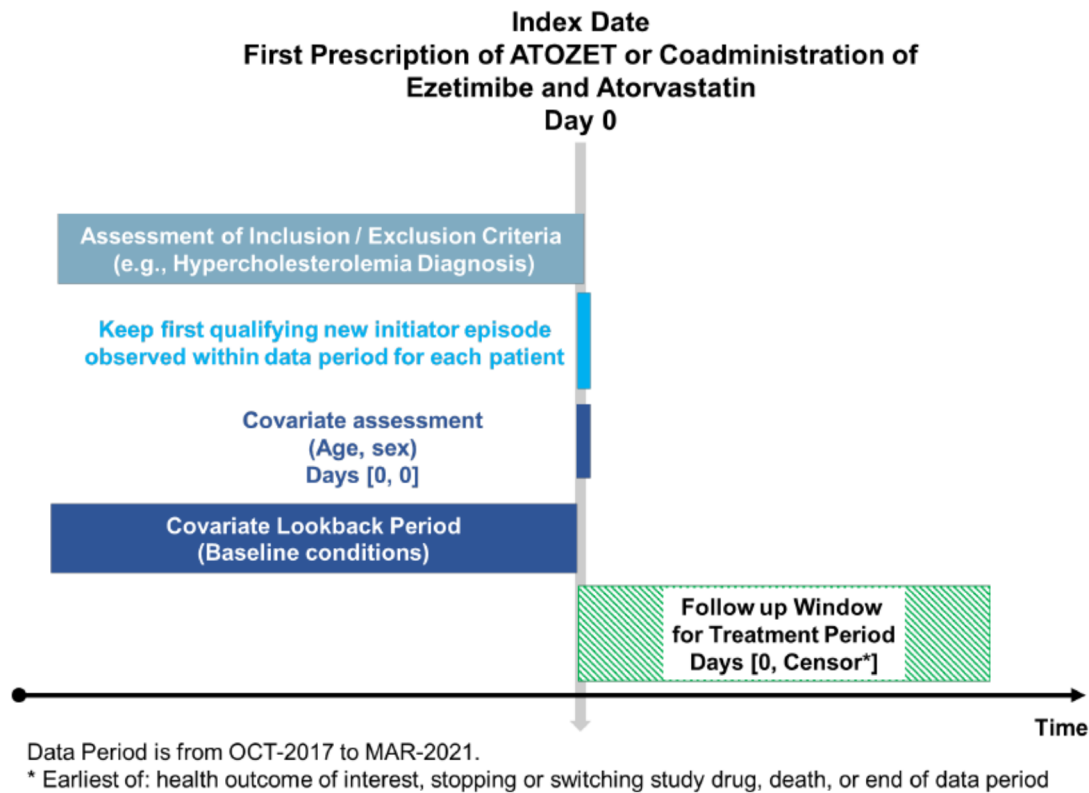 Index Date
First Prescription of ATOZET or Coadministration of
Ezetimibe and Atorvastatin
Day 0
Assessment of Inclusion / Exclusion Criteria
(e.g., Hypercholesterolemia Diagnosis)
Keep first qualifying new initiator episode
observed within data period for each patient
Covariate assessment
(Age, sex)
Days [0, 0]
Covariate Lookback Period
(Baseline conditions)
Follow up Window
for Treatment Period
Days [0, Censor*]
Time
Data Period is from OCT-2017 to MAR-2021.
* Earliest of: health outcome of interest, stopping or switching study drug, death, or end of data period